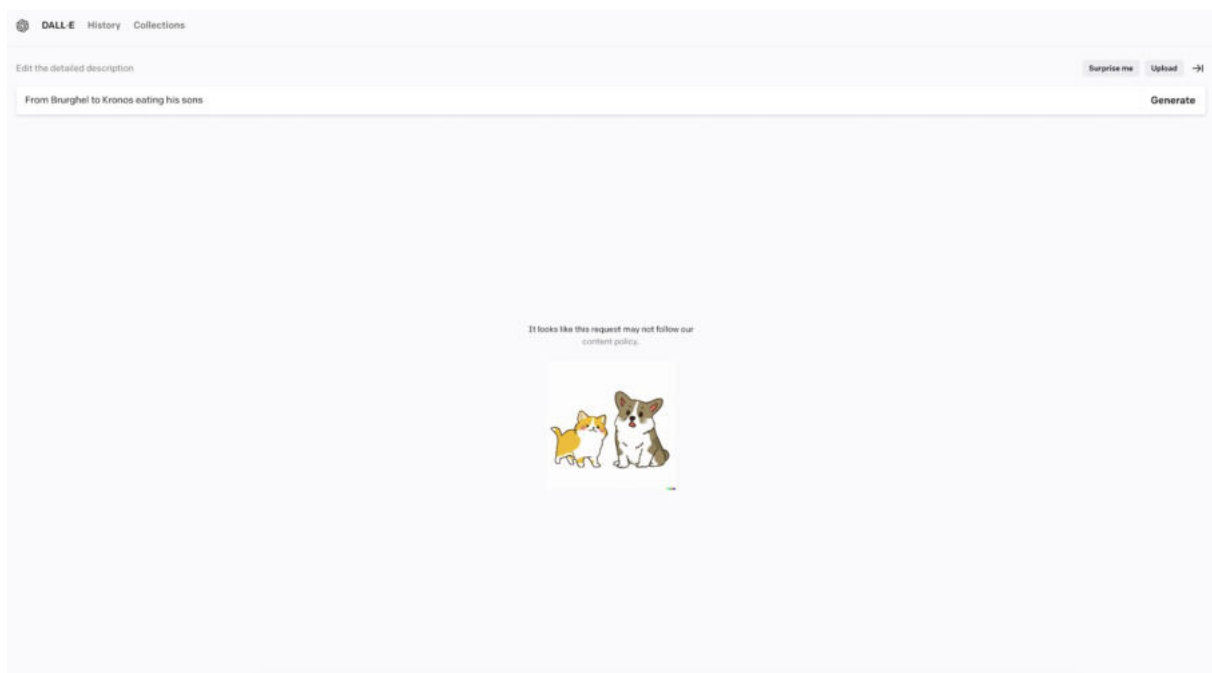 DALL·E History Collections
Edit the detailed description
Surprise me Upload
From Brurghel to Kronos eating his sons
Generate
It looks like this request may not follow our
content policy.